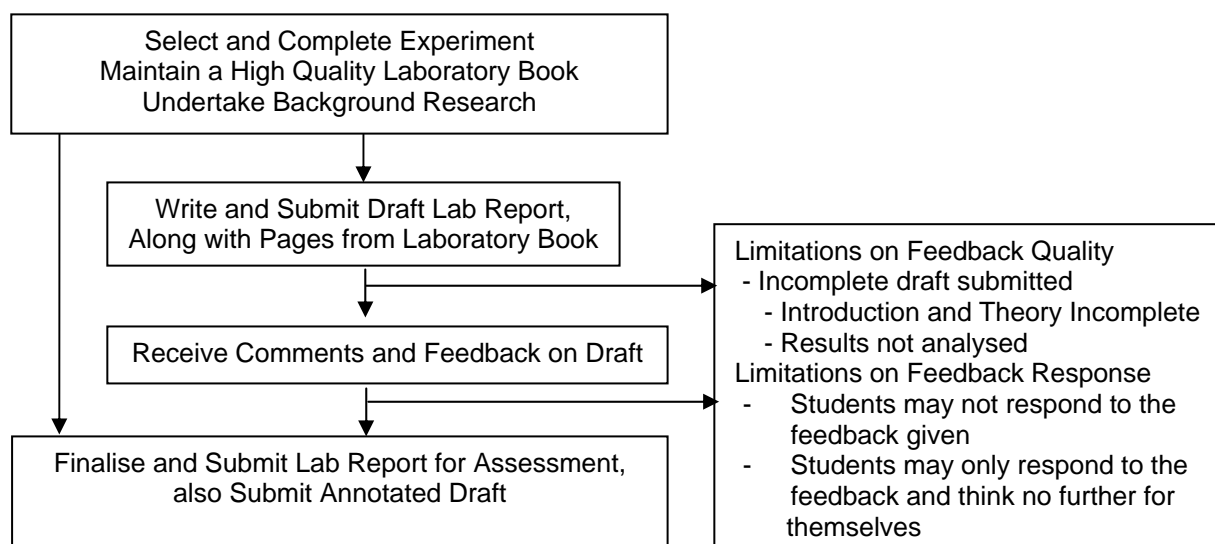 Select and Complete Experiment
Maintain a High Quality Laboratory Book
Undertake Background Research
Write and Submit Draft Lab Report,
Along with Pages from Laboratory Book
Receive Comments and Feedback on Draft
Finalise and Submit Lab Report for Assessment,
also Submit Annotated Draft
Limitations on Feedback Quality
- Incomplete draft submitted
- Introduction and Theory Incomplete
- Results not analysed
Limitations on Feedback Response
- Students may not respond to the
feedback given
- Students may only respond to the
feedback and think no further for
themselves